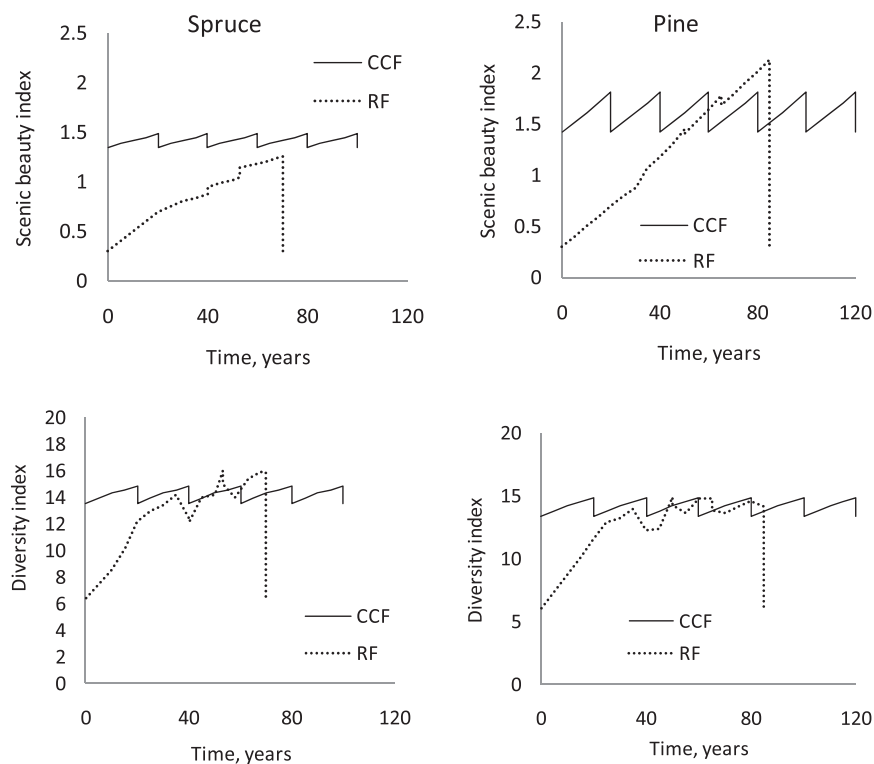 Spruce
Scenic beauty index
2.5
2
1.5
1
0.5
0
CCF
RF
0 40 80 120
Time, years
Pine
Scenic beauty index
2.5
2
1.5
1
0.5
0
CCF
RF
0 40 80 120
Time, years
Diversity index
20
18
16
14
12
10
8
6
4
2
0
CCF
RF
0 40 80 120
Time, years
Diversity index
20
15
10
5
0
CCF
RF
0 40 80 120
Time, years